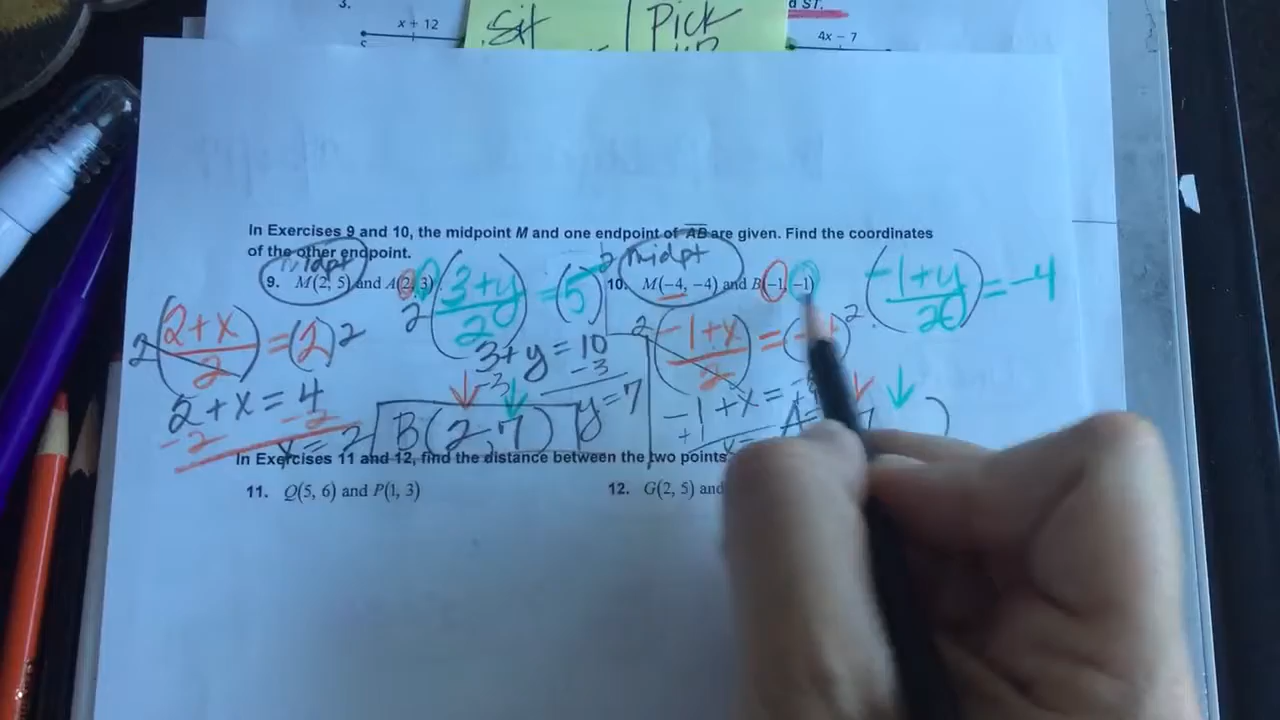 3.
x + 12
S
Sit
Pick
UP
d ST.
4x − 7
In Exercises 9 and 10, the midpoint M and one endpoint of AB are given. Find the coordinates
of the other endpoint.
midpt
9. M(2, 5) and A(2, 3)
2(3+y/2) = (5)2
2(2+x/2) = (2)2
3+y = 10
-3 -3
y = 7
2+x = 4
-2 -2
x = 2
B(2,7)
midpt
10. M(−4, −4) and B(−1, −1)
(-1+y/2) = -4
2(-1+x/2) = 2
-1 + x =
+1
A
In Exercises 11 and 12, find the distance between the two points
11. Q(5, 6) and P(1, 3)
12. G(2, 5) and